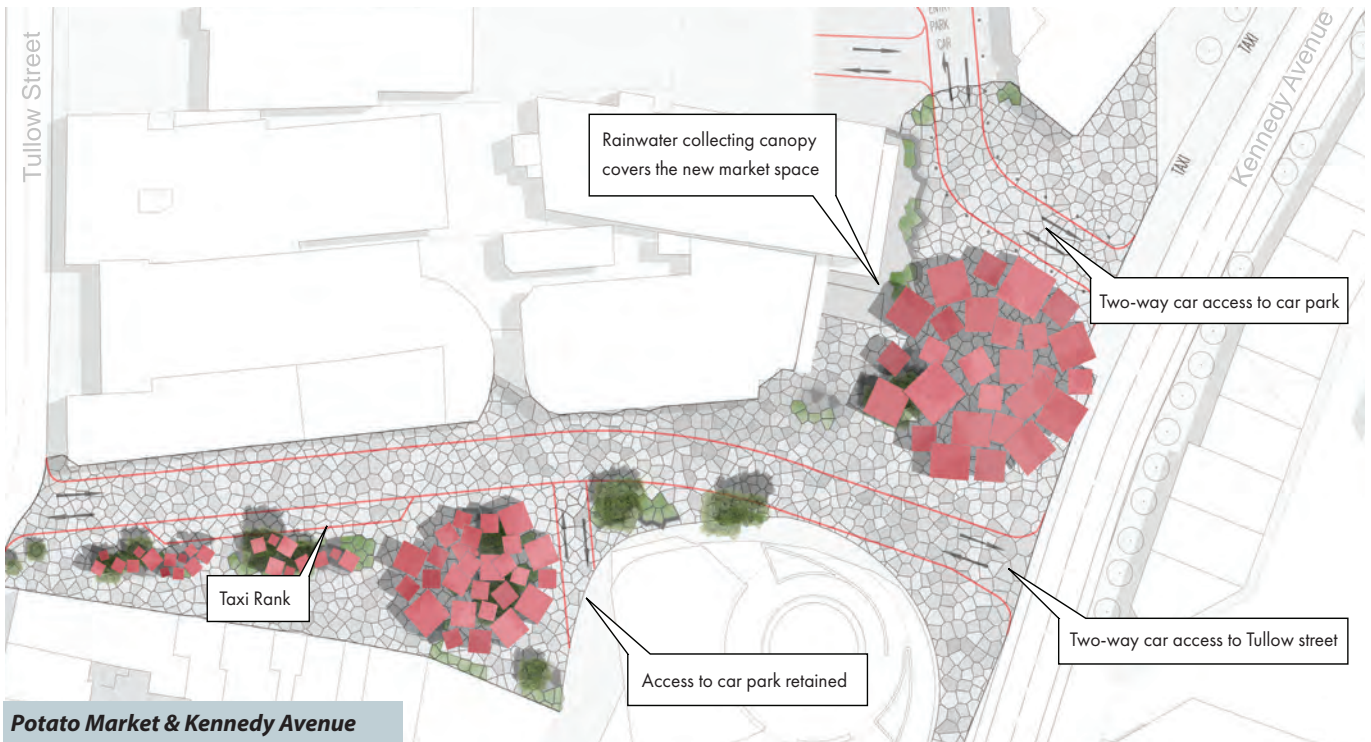 Tullow Street
ENTRY
PARK
CAR
TAXI
TAXI
Kennedy Avenue
Rainwater collecting canopy
covers the new market space
Two-way car access to car park
Taxi Rank
Access to car park retained
Two-way car access to Tullow street
Potato Market & Kennedy Avenue